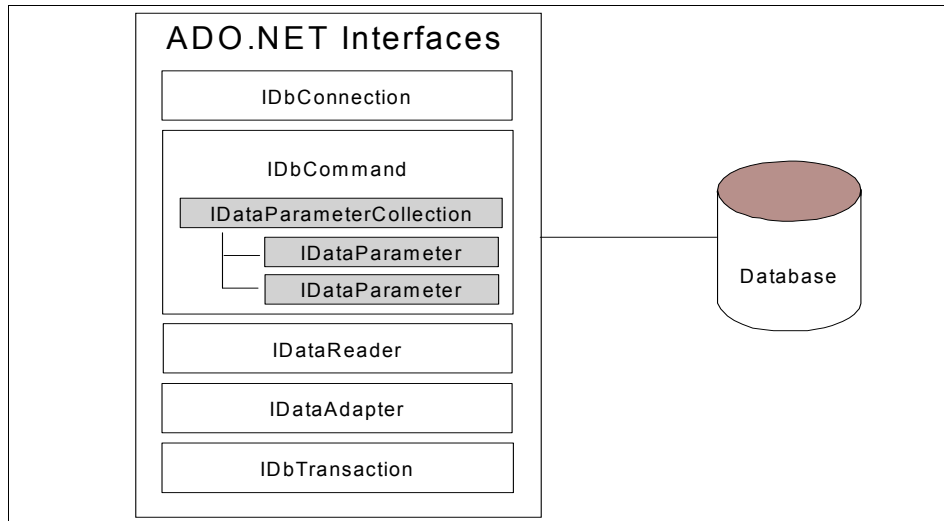 ADO.NET Interfaces
IDbConnection
IDbCommand
IDataParameterCollection
IDataParameter
IDataParameter
IDataReader
IDataAdapter
IDbTransaction
Database